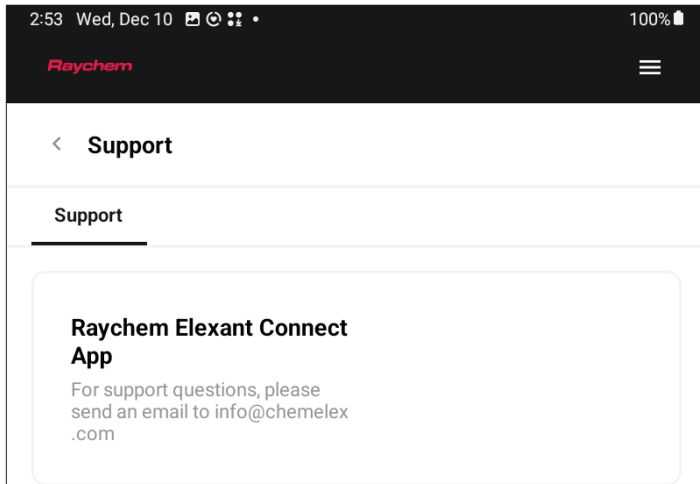 2:53 Wed, Dec 10 • 100%
Raychem
Support
Support
Raychem Elexant Connect
App
For support questions, please
send an email to info@chemelex
.com